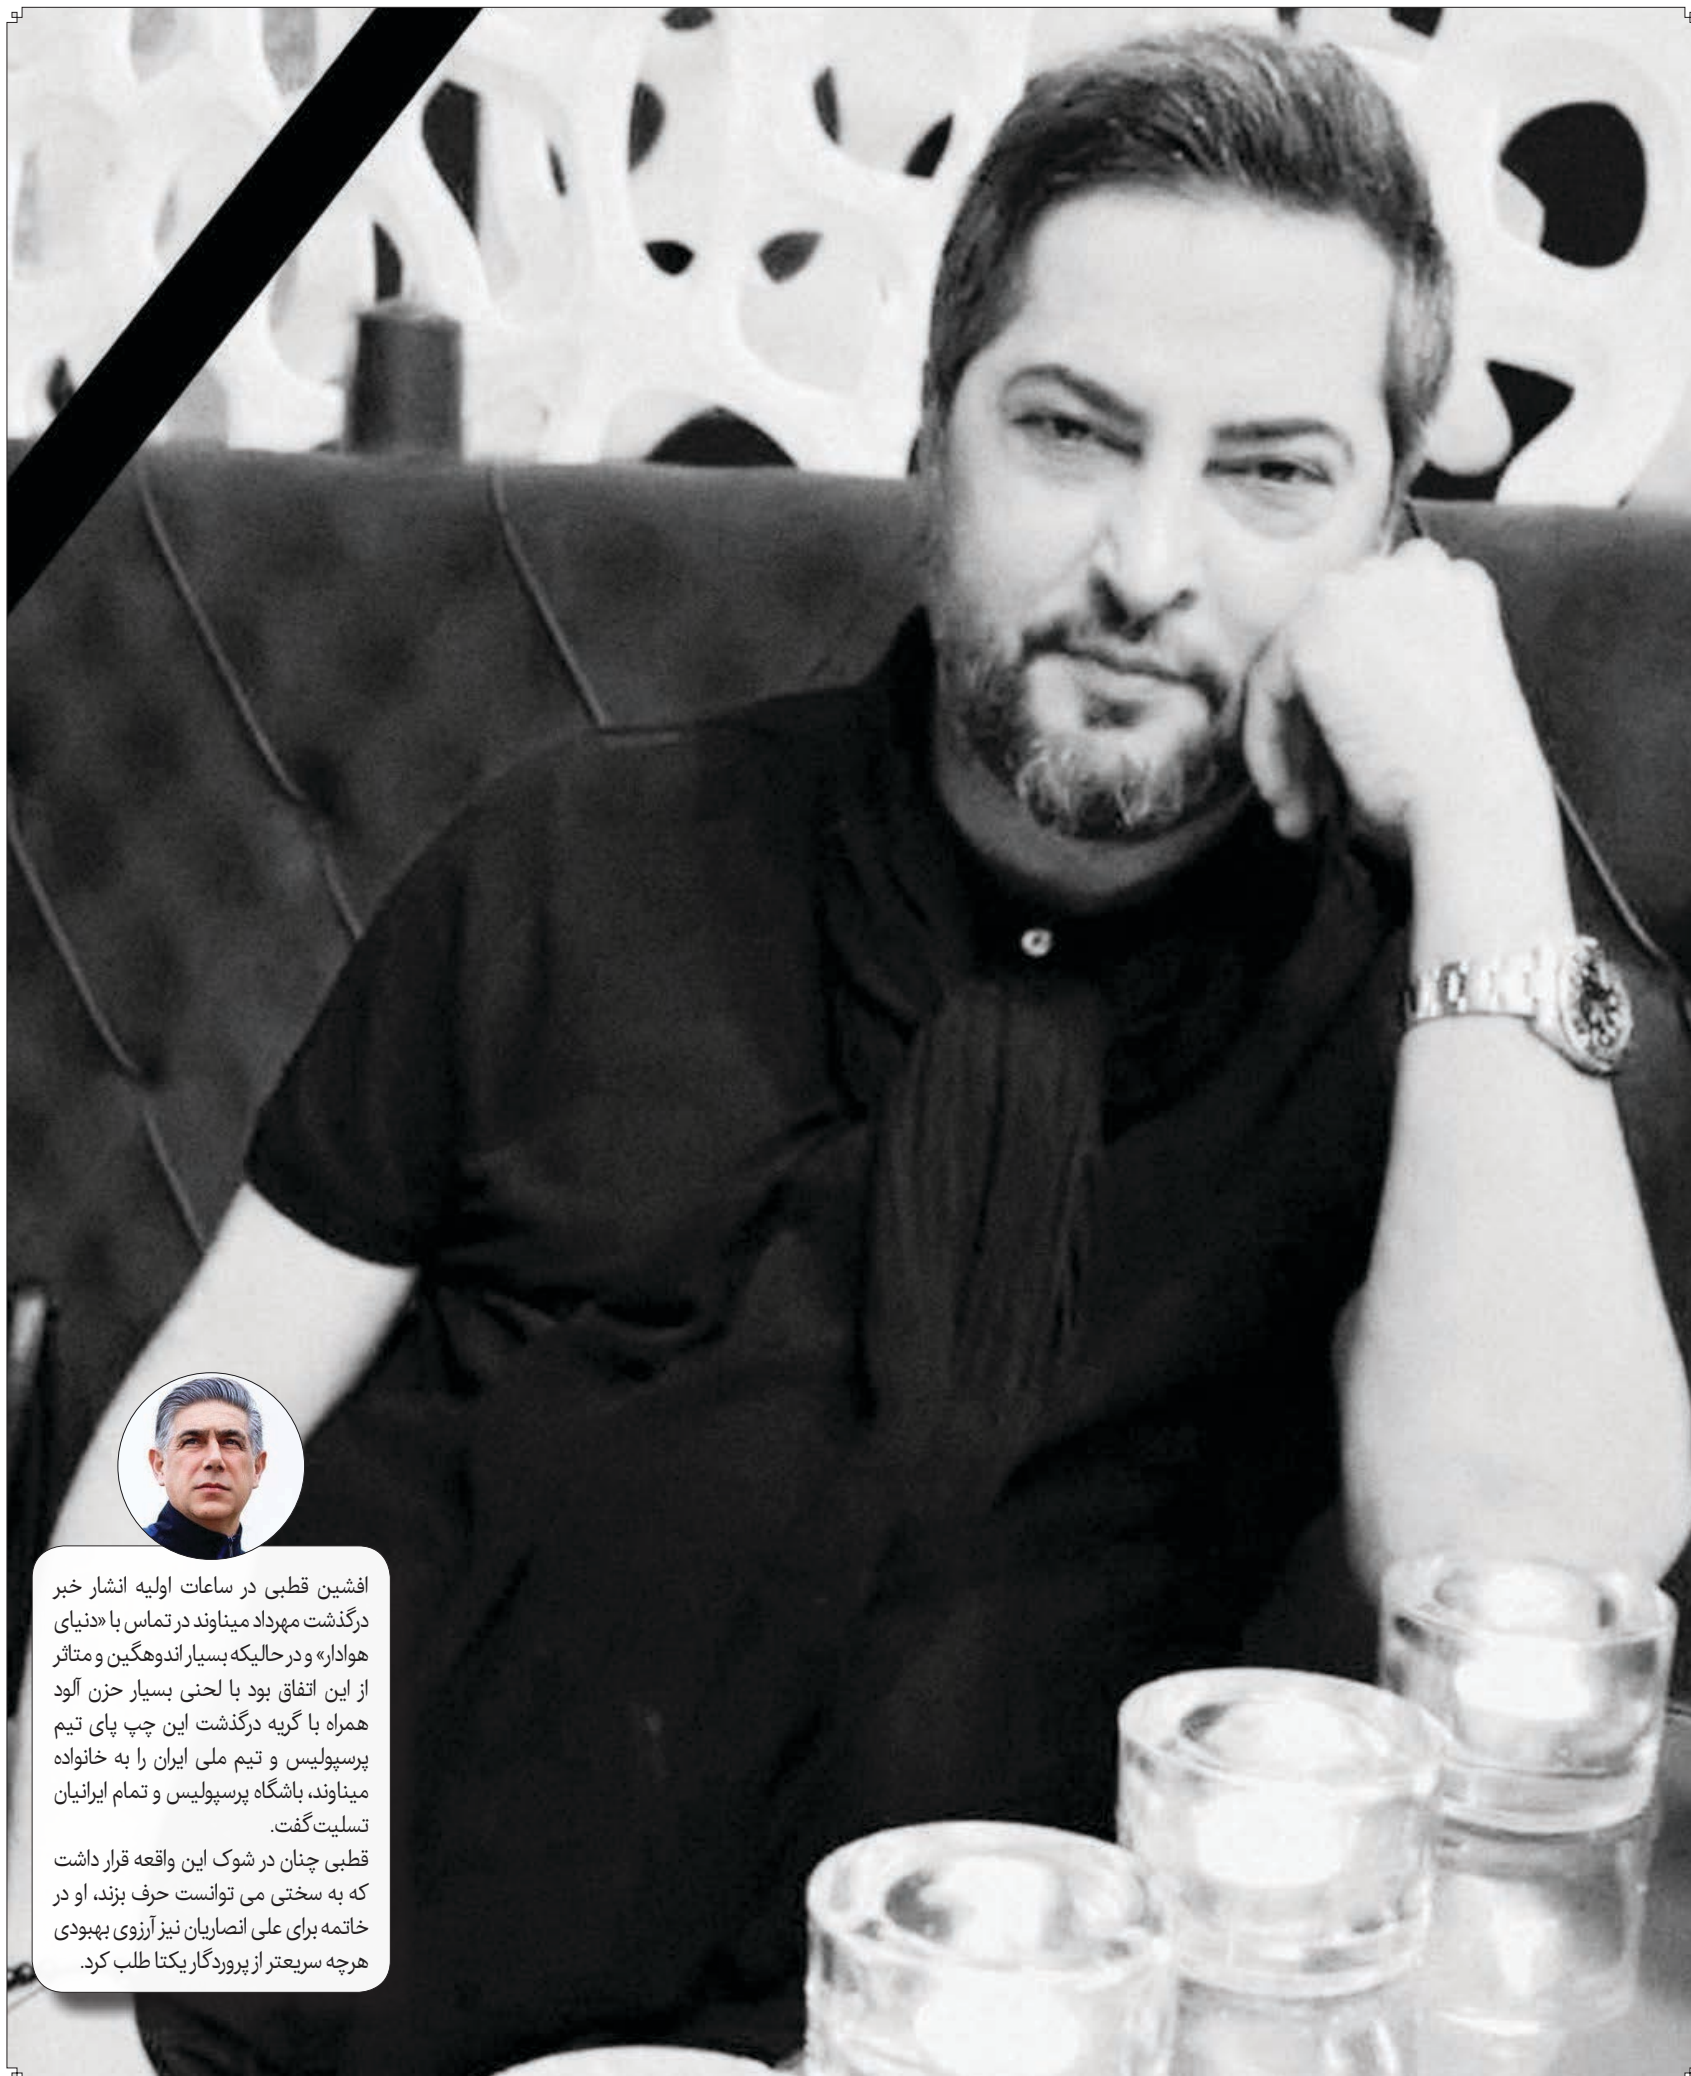 افشین قطبی در ساعات اولیه انشار خبر
درگذشت مهرداد میناوند در تماس با «دنیای
هوادار» و در حالیکه بسیار اندوهگین و متاثر
از این اتفاق بود با لحنی بسیار حزن آلود
همراه با گریه درگذشت این چپ پای تیم
پرسپولیس و تیم ملی ایران را به خانواده
میناوند، باشگاه پرسپولیس و تمام ایرانیان
تسلیت گفت.
قطبی چنان در شوک این واقعه قرار داشت
که به سختی می توانست حرف بزند، او در
خاتمه برای علی انصاریان نیز آرزوی بهبودی
هرچه سریعتر از پروردگار یکتا طلب کرد.